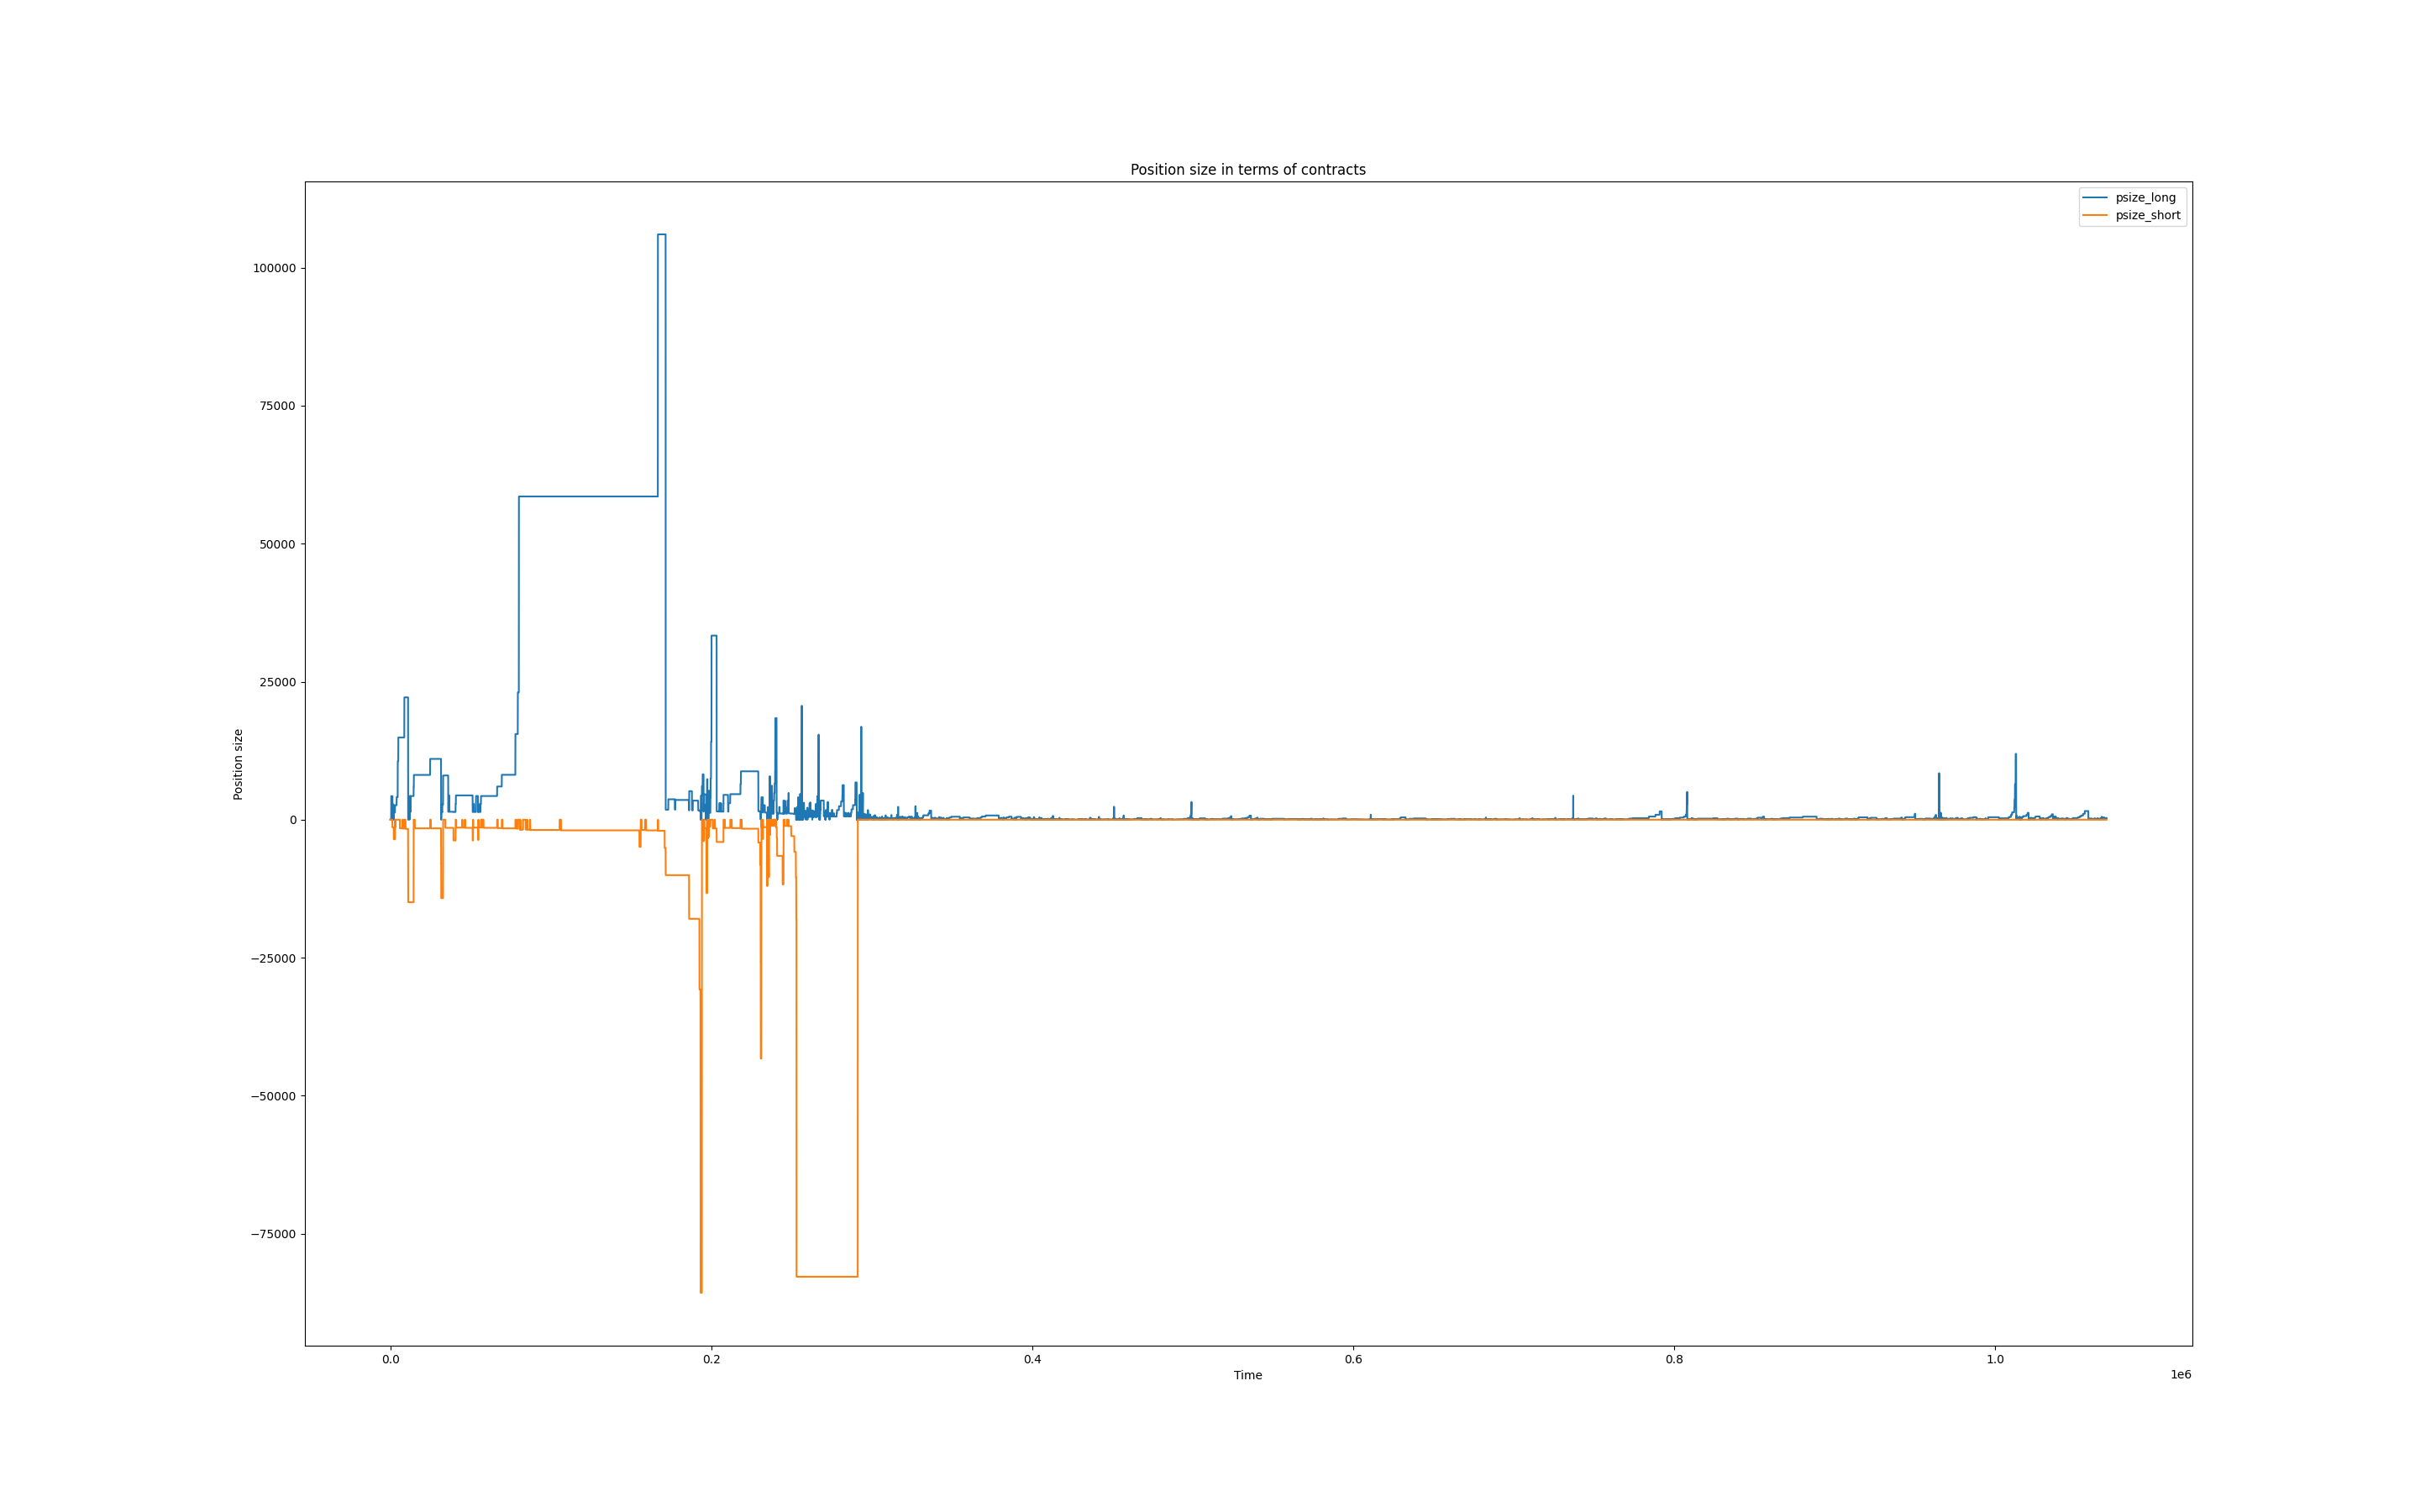 Position size in terms of contracts
psize_long
psize_short
100000
75000
50000
25000
0
−25000
−50000
−75000
Position size
0.0 0.2 0.4 0.6 0.8 1.0
Time
1e6